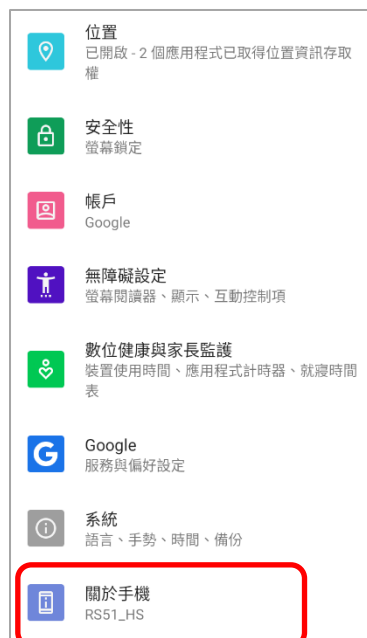 位置
已開啟 - 2 個應用程式已取得位置資訊存取
權
安全性
螢幕鎖定
帳戶
Google
無障礙設定
螢幕閱讀器、顯示、互動控制項
數位健康與家長監護
裝置使用時間、應用程式計時器、就寢時間
表
Google
服務與偏好設定
系統
語言、手勢、時間、備份
關於手機
RS51_HS